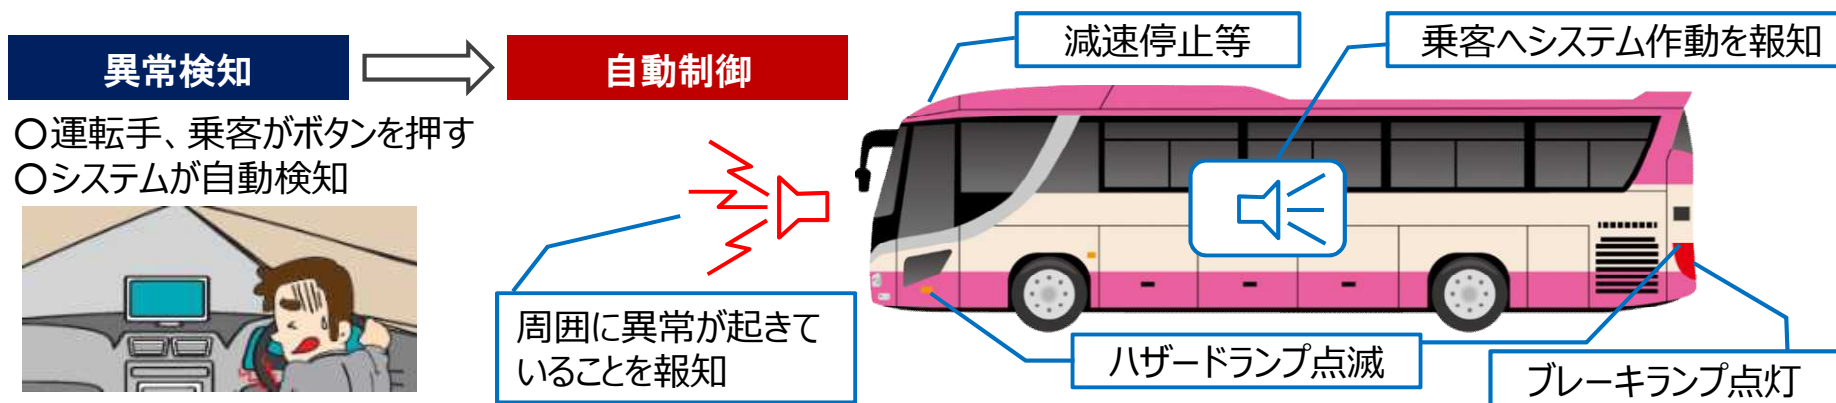 異常検知
自動制御
○運転手、乗客がボタンを押す
○システムが自動検知
減速停止等
乗客へシステム作動を報知
周囲に異常が起きて
いることを報知
ハザードランプ点滅
ブレーキランプ点灯